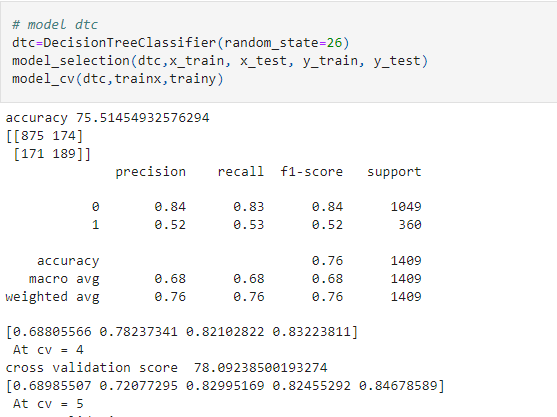 # model dtc
dtc=DecisionTreeClassifier(random_state=26)
model_selection(dtc,x_train, x_test, y_train, y_test)
model_cv(dtc,trainx,trainy)
accuracy 75.51454932576294
[[875 174]
[171 189]]
precision recall f1-score support
0 0.84 0.83 0.84 1049
1 0.52 0.53 0.52 360
accuracy 0.76 1409
macro avg 0.68 0.68 0.68 1409
weighted avg 0.76 0.76 0.76 1409
[0.68805566 0.78237341 0.82102822 0.83223811]
At cv = 4
cross validation score 78.09238500193274
[0.68985507 0.72077295 0.82995169 0.82455292 0.84678589]
At cv = 5